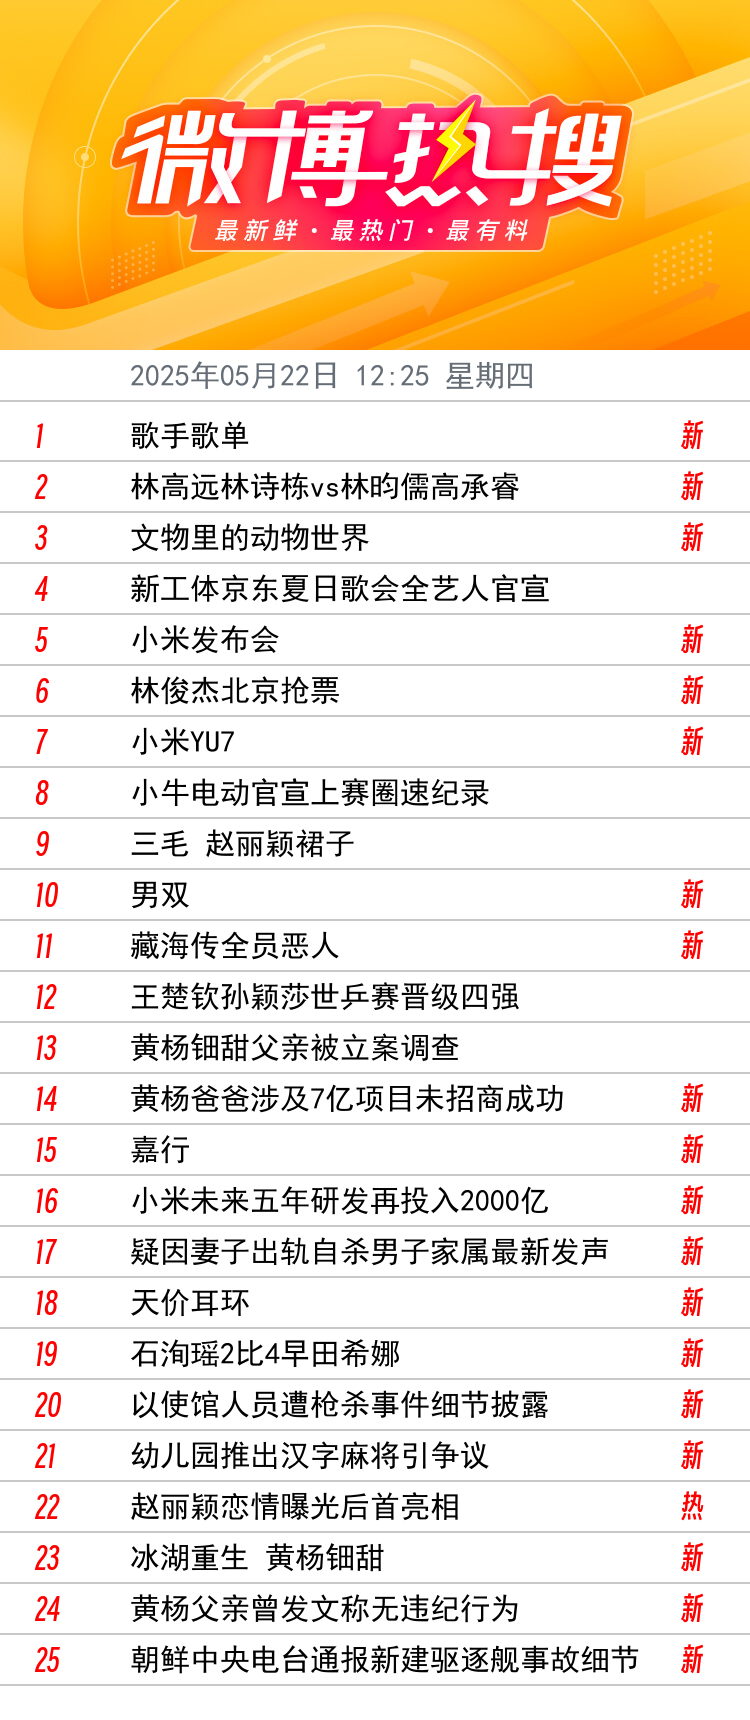 微博热搜
最新鲜·最热门·最有料
2025年05月22日 12:25 星期四
1 歌手歌单 新
2 林高远林诗栋vs林昀儒高承睿 新
3 文物里的动物世界 新
4 新工体京东夏日歌会全艺人官宣
5 小米发布会 新
6 林俊杰北京抢票 新
7 小米YU7 新
8 小牛电动官宣上赛圈速纪录
9 三毛 赵丽颖裙子
10 男双 新
11 藏海传全员恶人 新
12 王楚钦孙颖莎世乒赛晋级四强
13 黄杨钿甜父亲被立案调查
14 黄杨爸爸涉及7亿项目未招商成功 新
15 嘉行 新
16 小米未来五年研发再投入2000亿 新
17 疑因妻子出轨自杀男子家属最新发声 新
18 天价耳环 新
19 石洵瑶2比4早田希娜 新
20 以使馆人员遭枪杀事件细节披露 新
21 幼儿园推出汉字麻将引争议 新
22 赵丽颖恋情曝光后首亮相 热
23 冰湖重生 黄杨钿甜 新
24 黄杨父亲曾发文称无违纪行为 新
25 朝鲜中央电台通报新建驱逐舰事故细节 新